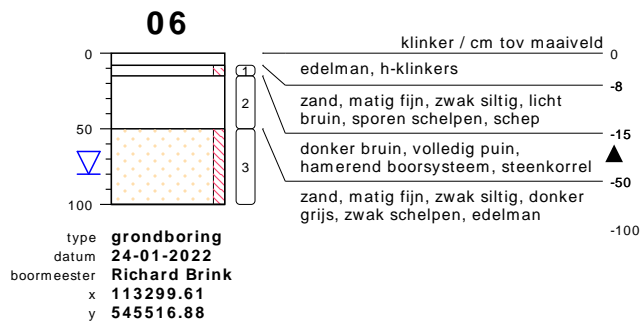 06
klinker / cm tov maaiveld
0
0
edelman, h-klinkers
-8
1
zand, matig fijn, zwak siltig, licht
bruin, sporen schelpen, schep
2
-15
50
donker bruin, volledig puin,
hamerend boorsysteem, steenkorrel
-50
3
zand, matig fijn, zwak siltig, donker
grijs, zwak schelpen, edelman
100
-100
type grondboring
datum 24-01-2022
boormeester Richard Brink
x 113299.61
y 545516.88